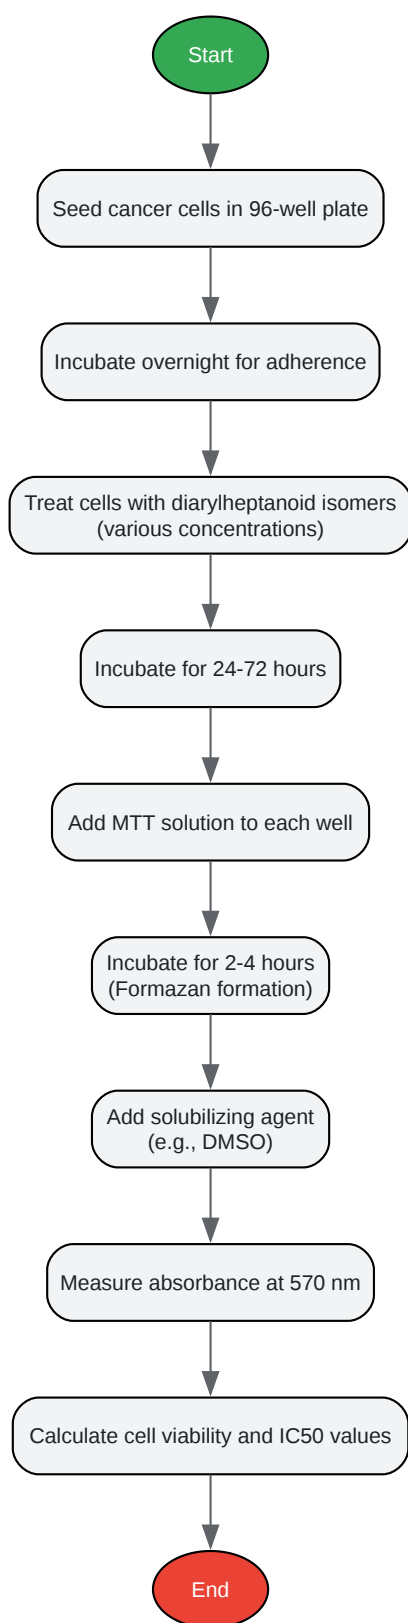 Start
Seed cancer cells in 96-well plate
Incubate overnight for adherence
Treat cells with diarylheptanoid isomers
(various concentrations)
Incubate for 24-72 hours
Add MTT solution to each well
Incubate for 2-4 hours
(Formazan formation)
Add solubilizing agent
(e.g., DMSO)
Measure absorbance at 570 nm
Calculate cell viability and IC50 values
End